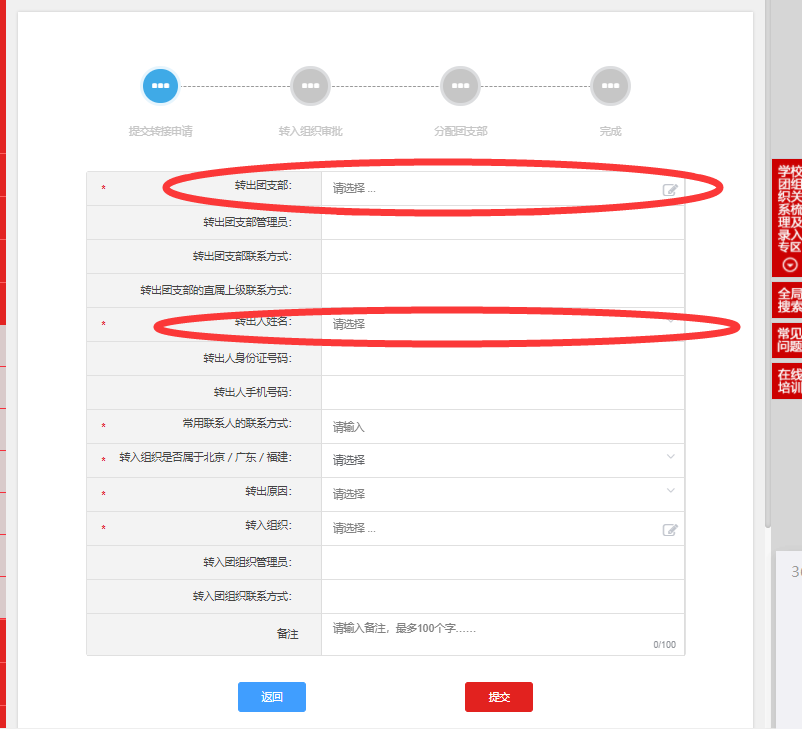 提交转接申请
转入组织审批
分配团支部
完成
* 转出团支部： 请选择 ...
转出团支部管理员：
转出团支部联系方式：
转出团支部的直属上级联系方式：
* 转出人姓名： 请选择
转出人身份证号码：
转出人手机号码：
* 常用联系人的联系方式： 请输入
* 转入组织是否属于北京 / 广东 / 福建： 请选择
* 转出原因： 请选择
* 转入组织： 请选择 ...
转入团组织管理员：
转入团组织联系方式：
备注 请输入备注，最多100个字……
0/100
返回
提交
学校
团组
织关
系统
理及
录入
专区
全局
搜索
常见
问题
在线
培训